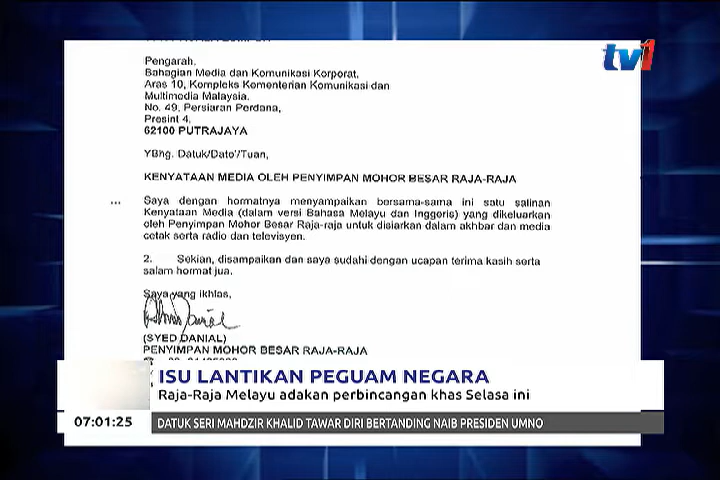 tv1
Pengarah,
Bahagian Media dan Komunikasi Korporat,
Aras 10, Kompleks Kementerian Komunikasi dan
Multimedia Malaysia,
No. 49, Persiaran Perdana,
Presint 4,
62100 PUTRAJAYA
YBhg. Datuk/Dato'/Tuan,
KENYATAAN MEDIA OLEH PENYIMPAN MOHOR BESAR RAJA-RAJA
... Saya dengan hormatnya menyampaikan bersama-sama ini satu salinan
Kenyataan Media (dalam versi Bahasa Melayu dan Inggeris) yang dikeluarkan
oleh Penyimpan Mohor Besar Raja-raja untuk disiarkan dalam akhbar dan media
cetak serta radio dan televisyen.
2. Sekian, disampaikan dan saya sudahi dengan ucapan terima kasih serta
salam hormat jua.
Saya yang ikhlas,
(SYED DANIAL)
PENYIMPAN MOHOR BESAR RAJA-RAJA
ISU LANTIKAN PEGUAM NEGARA
Raja-Raja Melayu adakan perbincangan khas Selasa ini
07:01:25 DATUK SERI MAHDZIR KHALID TAWAR DIRI BERTANDING NAIB PRESIDEN UMNO